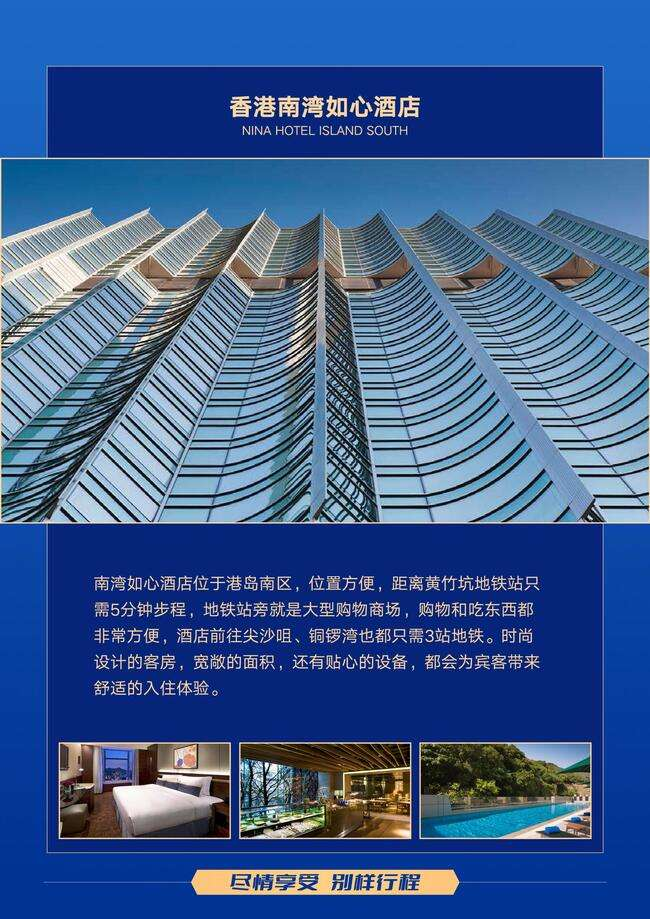 香港南湾如心酒店
NINA HOTEL ISLAND SOUTH
南湾如心酒店位于港岛南区，位置方便，距离黄竹坑地铁站只
需5分钟步程，地铁站旁就是大型购物商场，购物和吃东西都
非常方便，酒店前往尖沙咀、铜锣湾也都只需3站地铁。时尚
设计的客房，宽敞的面积，还有贴心的设备，都会为宾客带来
舒适的入住体验。
尽情享受 别样行程